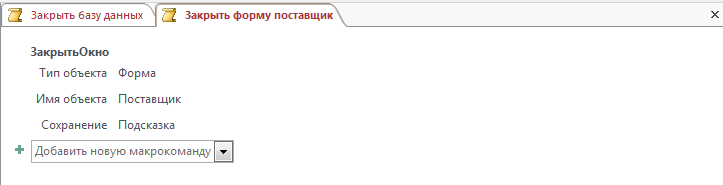 Закрыть базу данных Закрыть форму поставщик
ЗакрытьОкно
Тип объекта Форма
Имя объекта Поставщик
Сохранение Подсказка
Добавить новую макрокоманду